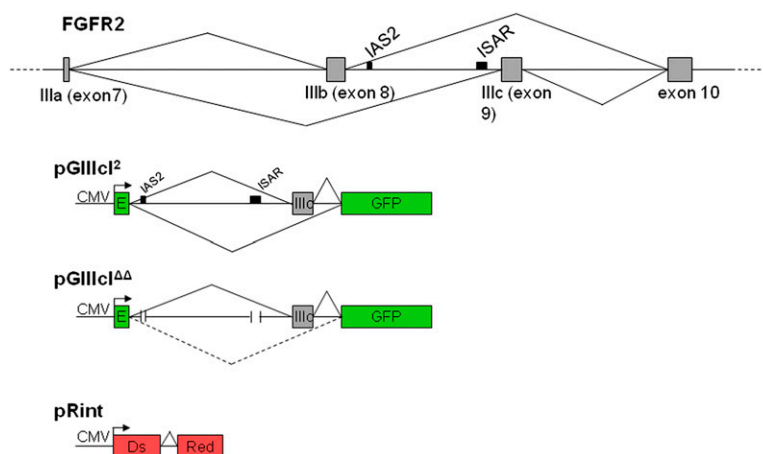 FGFR2
IAS2
ISAR
IIIa (exon7)
IIIb (exon 8)
IIIc (exon
9)
exon 10
pGIIIcI²
IAS2
ISAR
CMV
E
IIIc
GFP
pGIIIcI^ΔΔ
CMV
E
IIIc
GFP
pRint
CMV
Ds
Red